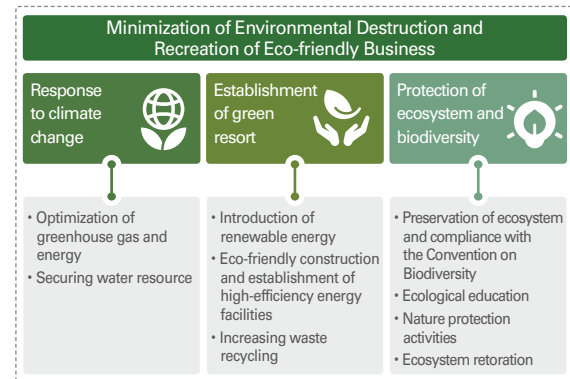 Minimization of Environmental Destruction and
Recreation of Eco-friendly Business
Response
to climate
change
Establishment
of green
resort
Protection of
ecosystem and
biodiversity
• Optimization of
greenhouse gas and
energy
• Securing water resource
• Introduction of
renewable energy
• Eco-friendly construction
and establishment of
high-efficiency energy
facilities
• Increasing waste
recycling
• Preservation of ecosystem
and compliance with
the Convention on
Biodiversity
• Ecological education
• Nature protection
activities
• Ecosystem retoration